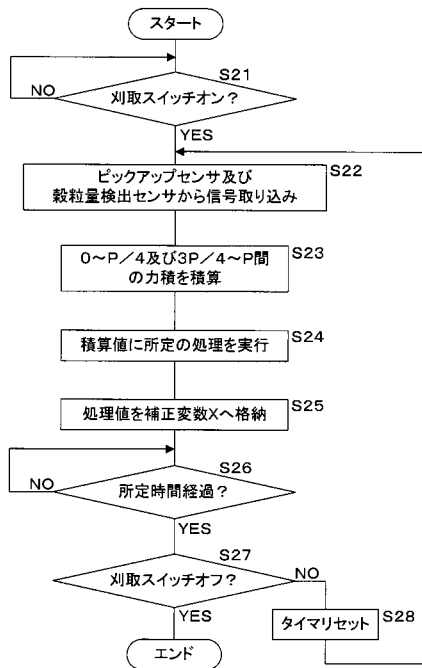 スタート
S21
刈取スイッチオン？
NO
YES
S22
ピックアップセンサ及び
穀粒量検出センサから信号取り込み
S23
0～P／4及び3P／4～P間
の力積を積算
S24
積算値に所定の処理を実行
S25
処理値を補正変数Xへ格納
S26
所定時間経過？
NO
YES
S27
刈取スイッチオフ？
NO
YES
S28
タイマリセット
エンド